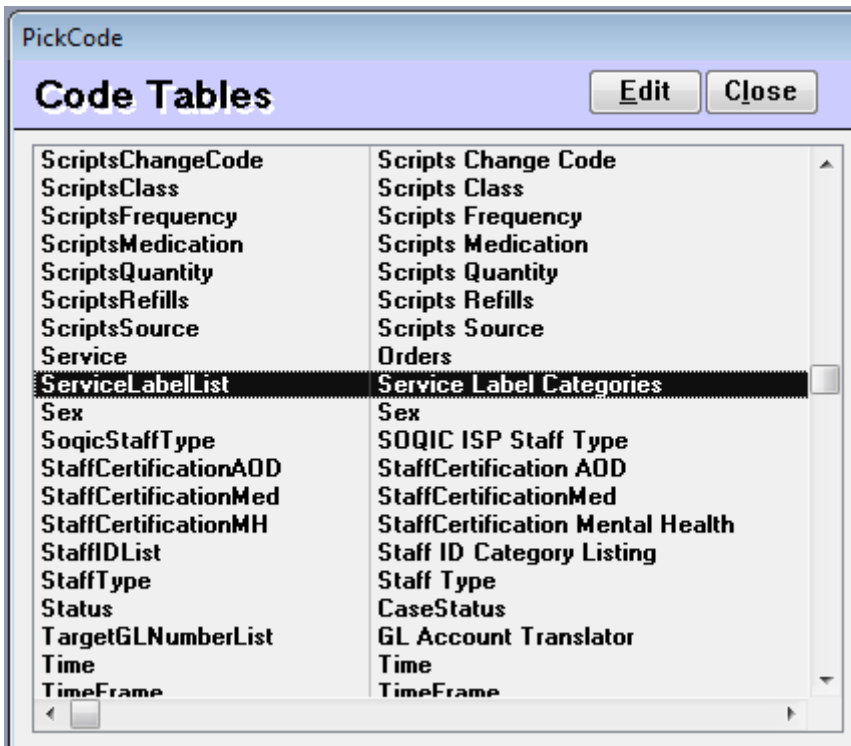 PickCode
Code Tables Edit Close
ScriptsChangeCode Scripts Change Code
ScriptsClass Scripts Class
ScriptsFrequency Scripts Frequency
ScriptsMedication Scripts Medication
ScriptsQuantity Scripts Quantity
ScriptsRefills Scripts Refills
ScriptsSource Scripts Source
Service Orders
ServiceLabelList Service Label Categories
Sex Sex
SoqicStaffType SOQIC ISP Staff Type
StaffCertificationAOD StaffCertification AOD
StaffCertificationMed StaffCertificationMed
StaffCertificationMH StaffCertification Mental Health
StaffIDList Staff ID Category Listing
StaffType Staff Type
Status CaseStatus
TargetGLNumberList GL Account Translator
Time Time
TimeFrame TimeFrame